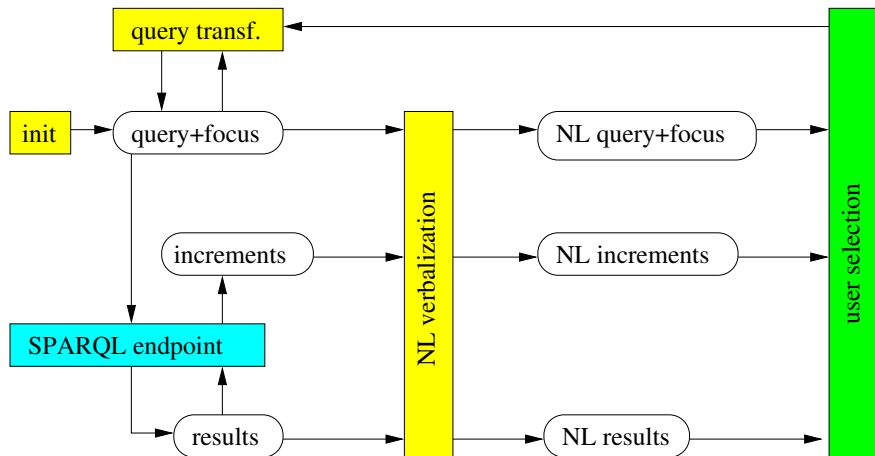 query transf.
init
query+focus
NL query+focus
increments
NL increments
SPARQL endpoint
results
NL results
NL verbalization
user selection